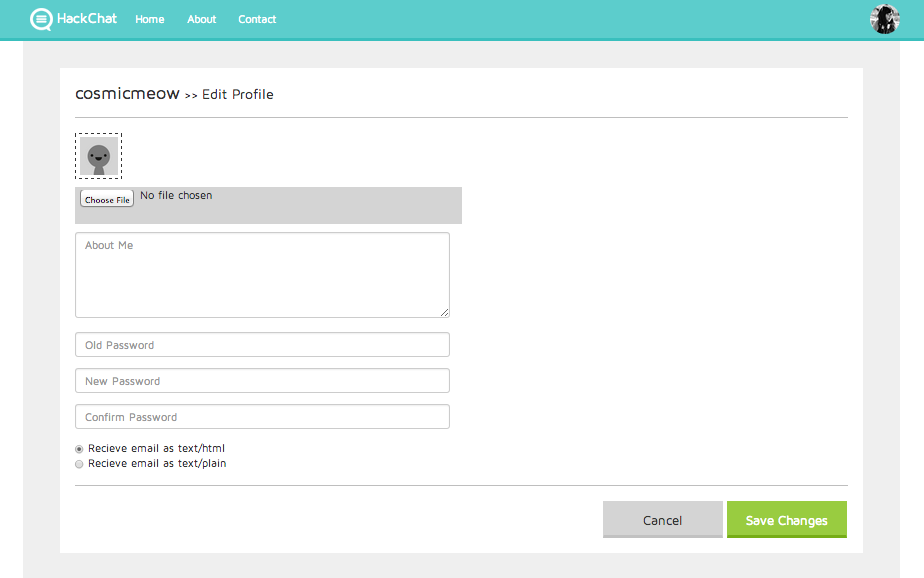 HackChat Home About Contact
cosmicmeow >> Edit Profile
Choose File No file chosen
About Me
Old Password
New Password
Confirm Password
Recieve email as text/html
Recieve email as text/plain
Cancel Save Changes